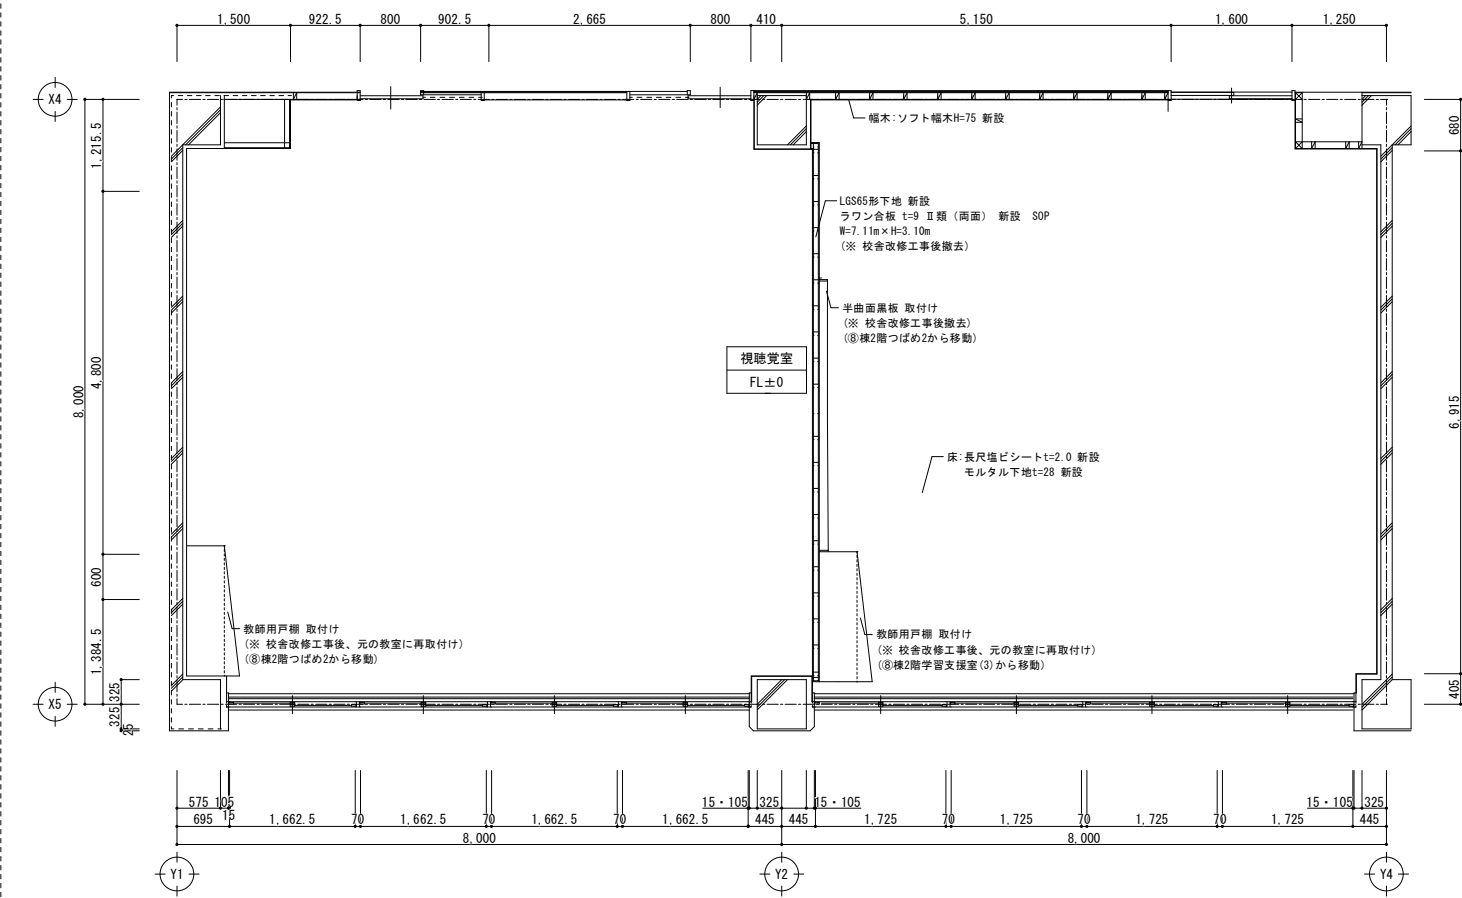 1,500 922.5 800 902.5 2,665 800 410 5,150 1,600 1,250
X4
幅木:ソフト幅木H=75 新設
1,215.5
680
LGS65形下地 新設
ラワン合板 t=9 Ⅱ類（両面） 新設 SOP
W=7.11m×H=3.10m
(※ 校舎改修工事後撤去)
半曲面黒板 取付け
(※ 校舎改修工事後撤去)
(⑧棟2階つばめ2から移動)
視聴覚室
FL±0
8,000
4,800
6,915
床:長尺塩ビシートt=2.0 新設
モルタル下地t=28 新設
600
教師用戸棚 取付け
(※ 校舎改修工事後、元の教室に再取付け)
(⑧棟2階つばめ2から移動)
教師用戸棚 取付け
(※ 校舎改修工事後、元の教室に再取付け)
(⑧棟2階学習支援室(3)から移動)
1,384.5
325
325
25
405
X5
575 105 15・105 325 15・105 15・105 325
15
695 1,662.5 70 1,662.5 70 1,662.5 70 1,662.5 445 445 1,725 70 1,725 70 1,725 70 1,725 445
8,000 8,000
Y1 Y2 Y4